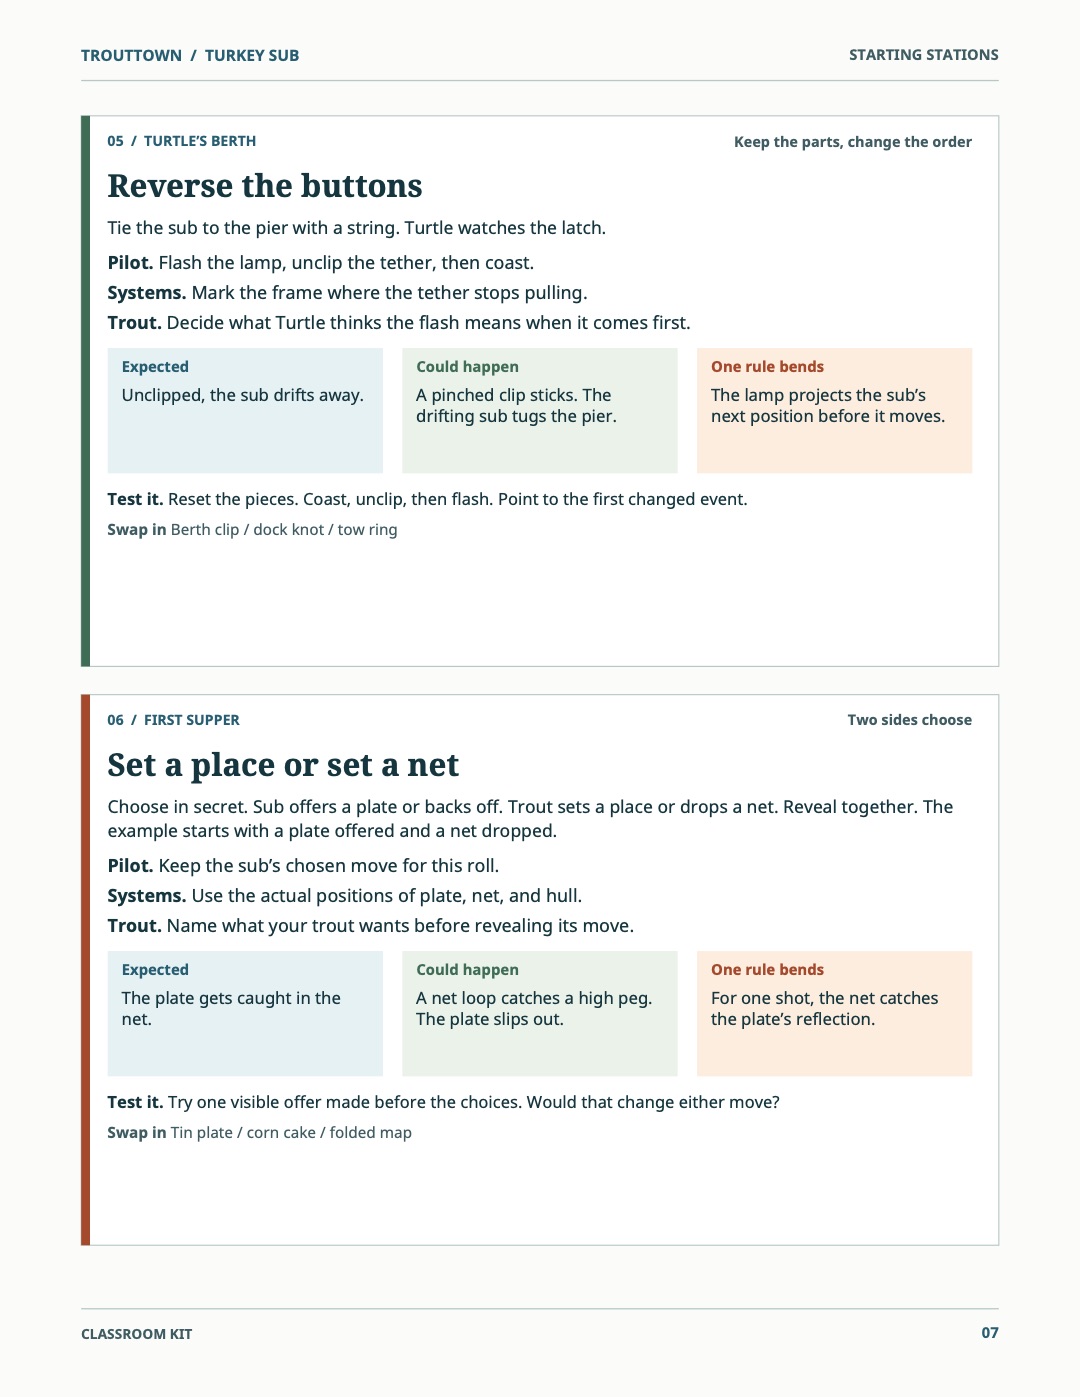 TROUTTOWN / TURKEY SUB
STARTING STATIONS
05 / TURTLE’S BERTH
Keep the parts, change the order
Reverse the buttons
Tie the sub to the pier with a string. Turtle watches the latch.
Pilot. Flash the lamp, unclip the tether, then coast.
Systems. Mark the frame where the tether stops pulling.
Trout. Decide what Turtle thinks the flash means when it comes first.
Expected
Unclipped, the sub drifts away.
Could happen
A pinched clip sticks. The
drifting sub tugs the pier.
One rule bends
The lamp projects the sub’s
next position before it moves.
Test it. Reset the pieces. Coast, unclip, then flash. Point to the first changed event.
Swap in Berth clip / dock knot / tow ring
06 / FIRST SUPPER
Two sides choose
Set a place or set a net
Choose in secret. Sub offers a plate or backs off. Trout sets a place or drops a net. Reveal together. The
example starts with a plate offered and a net dropped.
Pilot. Keep the sub’s chosen move for this roll.
Systems. Use the actual positions of plate, net, and hull.
Trout. Name what your trout wants before revealing its move.
Expected
The plate gets caught in the
net.
Could happen
A net loop catches a high peg.
The plate slips out.
One rule bends
For one shot, the net catches
the plate’s reflection.
Test it. Try one visible offer made before the choices. Would that change either move?
Swap in Tin plate / corn cake / folded map
CLASSROOM KIT
07